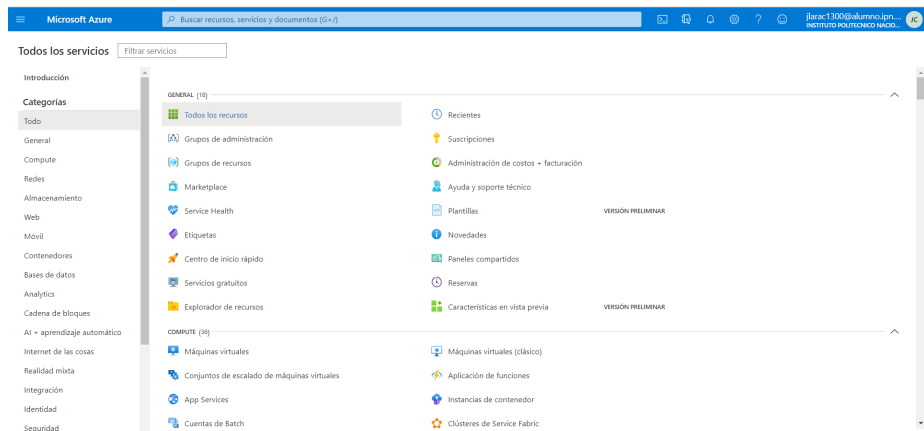 Microsoft Azure
Buscar recursos, servicios y documentos (G+/)
jlarac1300@alumno.ipn....
INSTITUTO POLITECNICO NACIO...
JC
Todos los servicios
Filtrar servicios
Introducción
Categorías
Todo
General
Compute
Redes
Almacenamiento
Web
Móvil
Contenedores
Bases de datos
Analytics
Cadena de bloques
AI + aprendizaje automático
Internet de las cosas
Realidad mixta
Integración
Identidad
Seguridad
GENERAL (18)
Todos los recursos
Recientes
Grupos de administración
Suscripciones
Grupos de recursos
Administración de costos + facturación
Marketplace
Ayuda y soporte técnico
Service Health
Plantillas VERSIÓN PRELIMINAR
Etiquetas
Novedades
Centro de inicio rápido
Paneles compartidos
Servicios gratuitos
Reservas
Explorador de recursos
Características en vista previa VERSIÓN PRELIMINAR
COMPUTE (36)
Máquinas virtuales
Máquinas virtuales (clásico)
Conjuntos de escalado de máquinas virtuales
Aplicación de funciones
App Services
Instancias de contenedor
Cuentas de Batch
Clústeres de Service Fabric